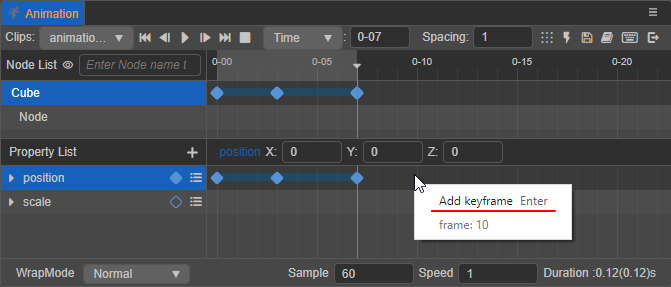 Animation
Clips: animatio... Time : 0-07 Spacing: 1
Node List Enter Node name t 0-00 0-05 0-10 0-15 0-20
Cube
Node
Property List position X: 0 Y: 0 Z: 0
position
Add keyframe Enter
scale
frame: 10
WrapMode Normal Sample 60 Speed 1 Duration :0.12(0.12)s